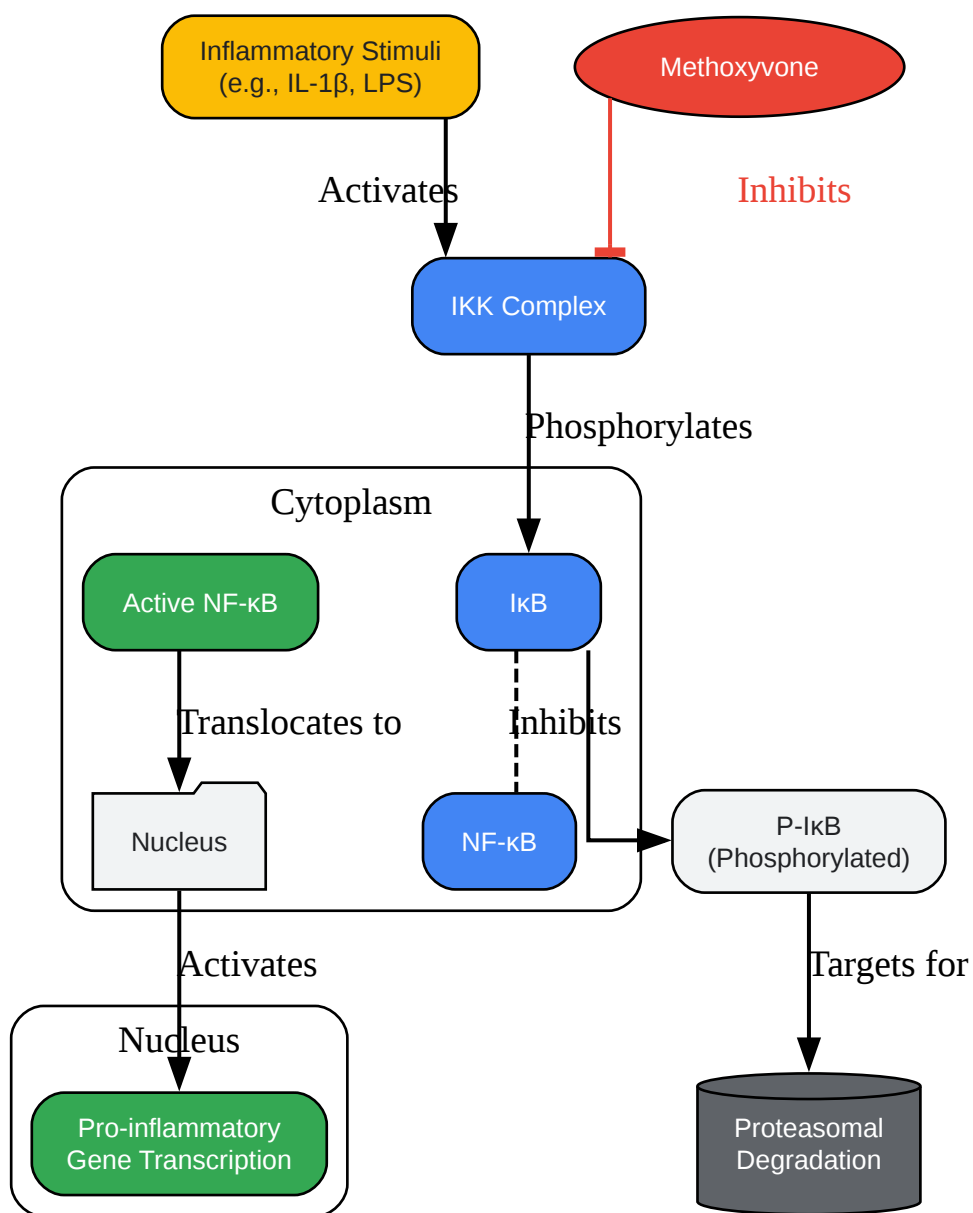 Inflammatory Stimuli
(e.g., IL-1β, LPS)
Methoxyvone
Activates
Inhibits
IKK Complex
Phosphorylates
Cytoplasm
Active NF-κB
IκB
Translocates to
Inhibits
Nucleus
NF-κB
P-IκB
(Phosphorylated)
Activates
Targets for
Nucleus
Pro-inflammatory
Gene Transcription
Proteasomal
Degradation